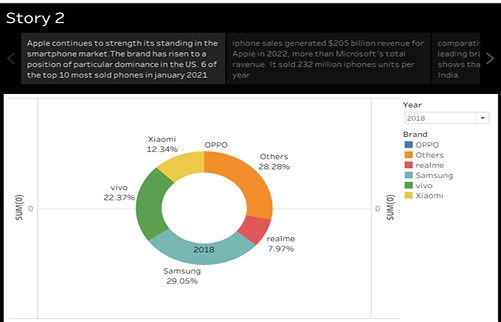 Story 2
Apple continues to strength its standing in the
smartphone market.The brand has risen to a
position of particular dominance in the US. 6 of
the top 10 most sold phones in january 2021
iphone sales generated $205 billion revenue for
Apple in 2022, more than Microsoft's total
ravenue. It sold 232 million iphones units per
year
comparativ
leading bra
shows tha
India.
Year
2018
Brand
OPPO
Others
realme
Samsung
vivo
Xiaomi
Xiaomi
12.34%
OPPO
Others
28.28%
vivo
22.37%
realme
7.97%
2018
Samsung
29.05%
SUM(0)
0
0
SUM(0)